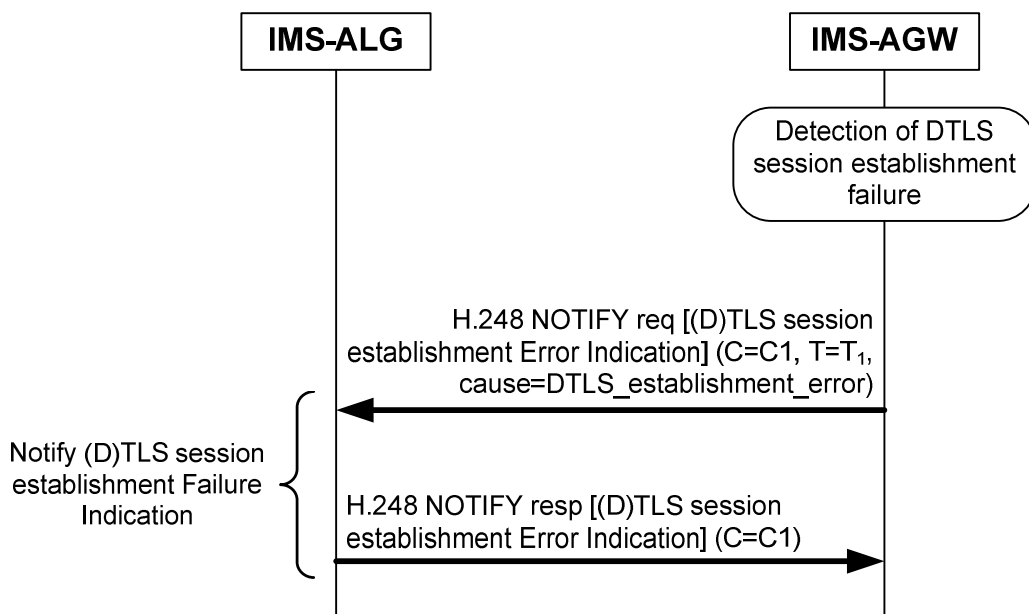 IMS-ALG
IMS-AGW
Detection of DTLS
session establishment
failure
H.248 NOTIFY req [(D)TLS session
establishment Error Indication] (C=C1, T=T₁,
cause=DTLS_establishment_error)
Notify (D)TLS session
establishment Failure
Indication
H.248 NOTIFY resp [(D)TLS session
establishment Error Indication] (C=C1)